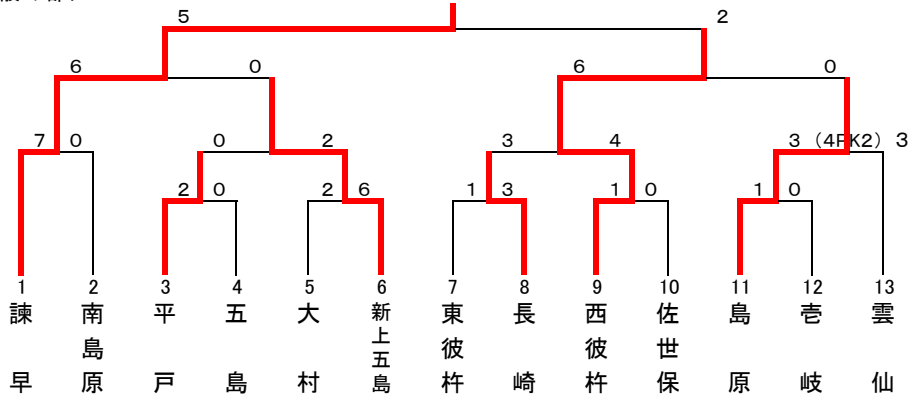 5 2
6 0 6 0
7 0 0 2 3 4 3 (4PK2) 3
2 0 2 6 1 3 1 0 1 0
1 2 3 4 5 6 7 8 9 10 11 12 13
諫早
南島原
平戸
五島
大村
新上五島
東彼杵
長崎
西彼杵
佐世保
島原
壱岐
雲仙